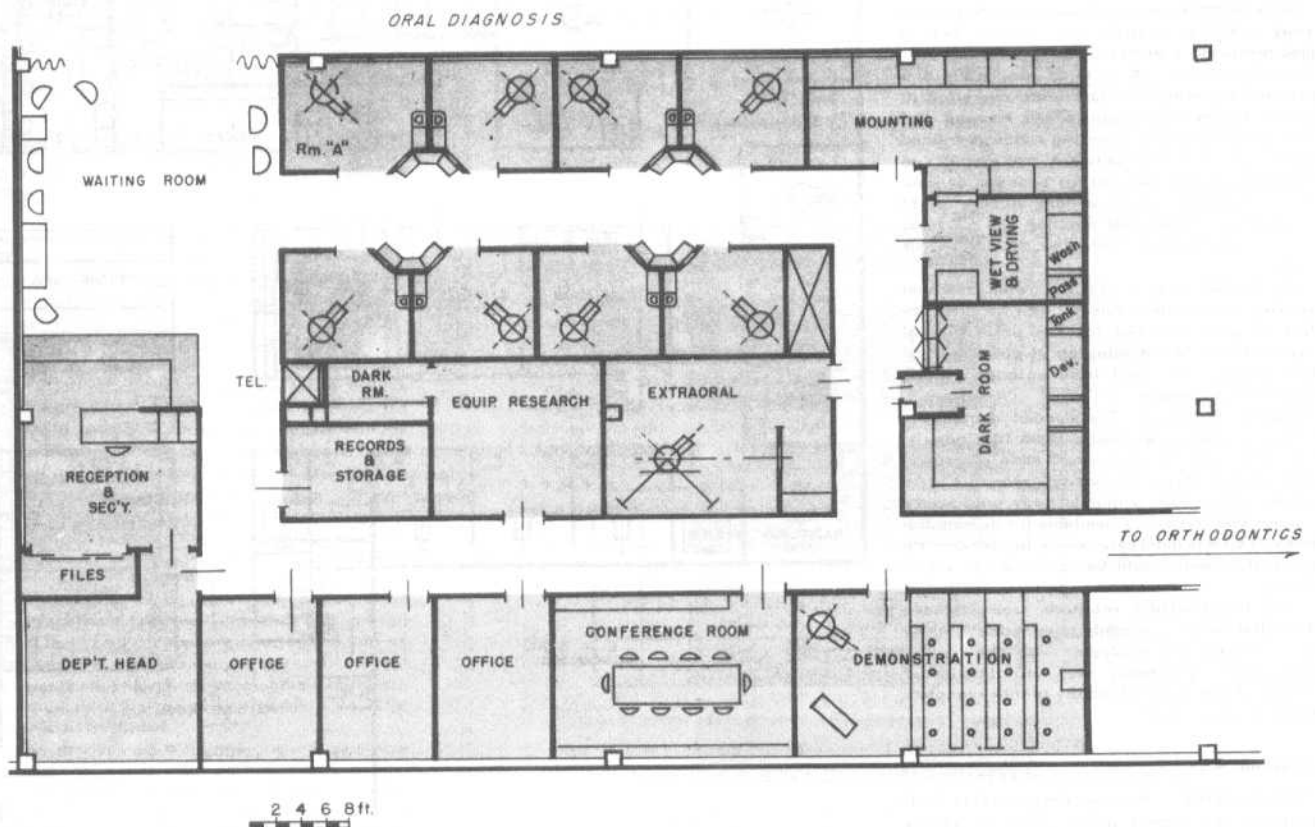 ORAL DIAGNOSIS
Rm. "A"
MOUNTING
WAITING ROOM
WET VIEW
& DRYING
Wash
Pass
Tank
Dev.
DARK ROOM
TEL.
DARK
RM.
EQUIP. RESEARCH
EXTRAORAL
RECORDS
&
STORAGE
RECEPTION
&
SEC'Y.
FILES
TO ORTHODONTICS
DEP'T. HEAD
OFFICE
OFFICE
OFFICE
CONFERENCE ROOM
DEMONSTRATION
2 4 6 8 ft.